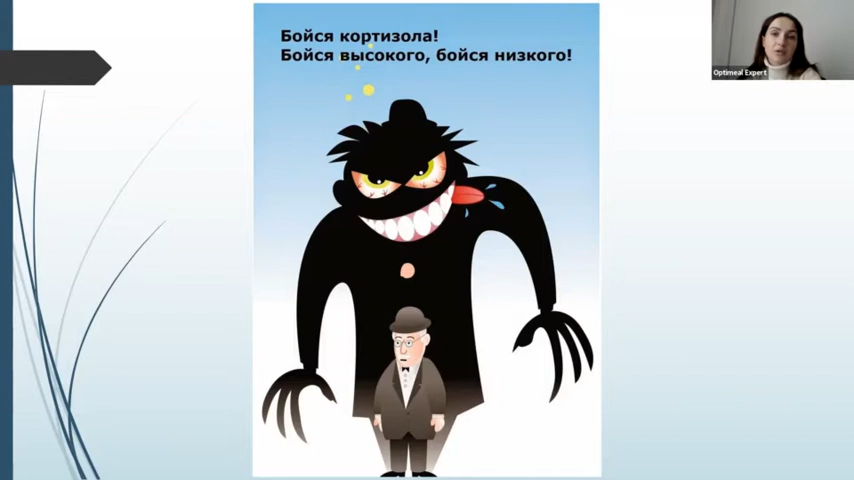 Бойся кортизола!
Бойся высокого, бойся низкого!
Optimeal Expert